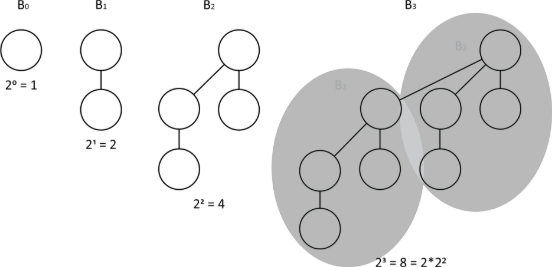 B₀ B₁ B₂ B₃
B₂
B₂
2⁰ = 1
2¹ = 2
2² = 4
2³ = 8 = 2*2²